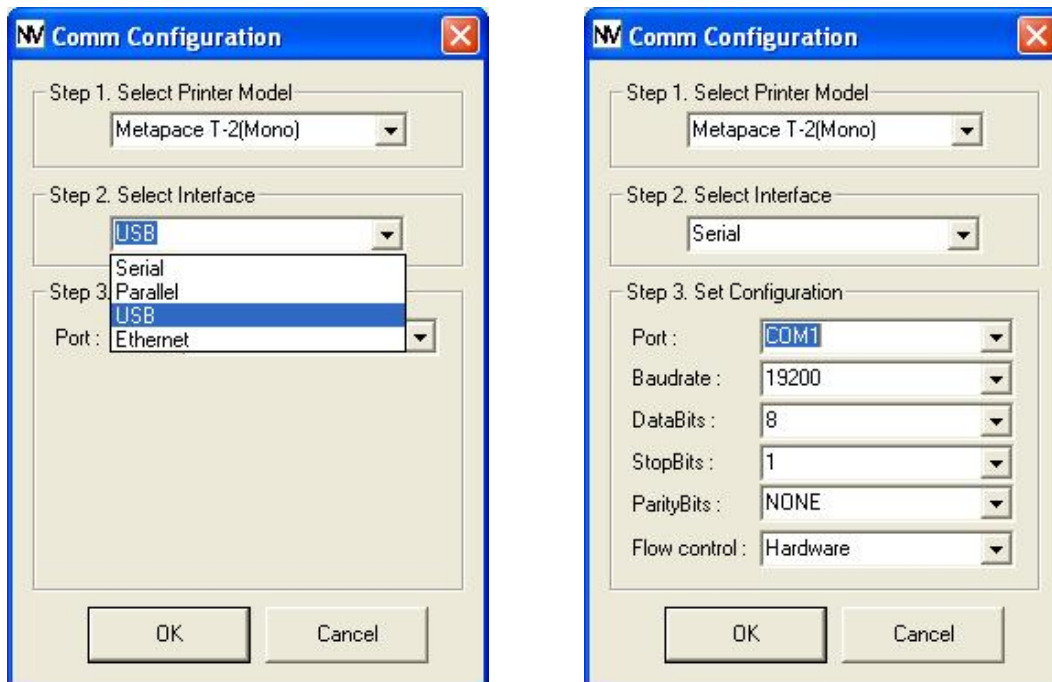 NV Comm Configuration
Step 1. Select Printer Model
Metapace T-2(Mono)
Step 2. Select Interface
USB
Serial
Parallel
USB
Ethernet
Step 3.
Port :
OK Cancel
NV Comm Configuration
Step 1. Select Printer Model
Metapace T-2(Mono)
Step 2. Select Interface
Serial
Step 3. Set Configuration
Port : COM1
Baudrate : 19200
DataBits : 8
StopBits : 1
ParityBits : NONE
Flow control : Hardware
OK Cancel